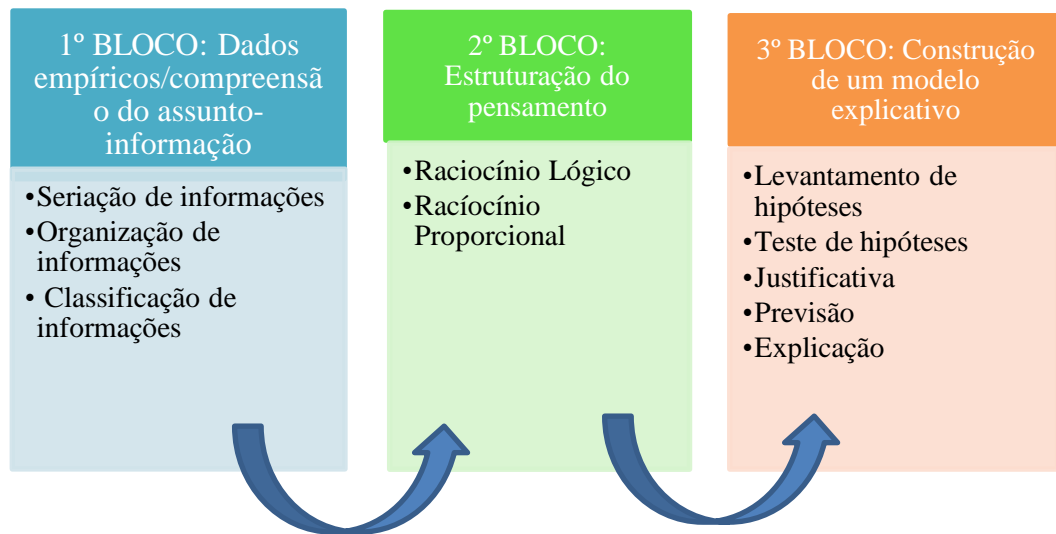 1º BLOCO: Dados
empíricos/compreensã
o do assunto-
informação
•Seriação de informações
•Organização de
informações
• Classificação de
informações
2º BLOCO:
Estruturação do
pensamento
•Raciocínio Lógico
•Racíocínio
Proporcional
3º BLOCO: Construção
de um modelo
explicativo
•Levantamento de
hipóteses
•Teste de hipóteses
•Justificativa
•Previsão
•Explicação